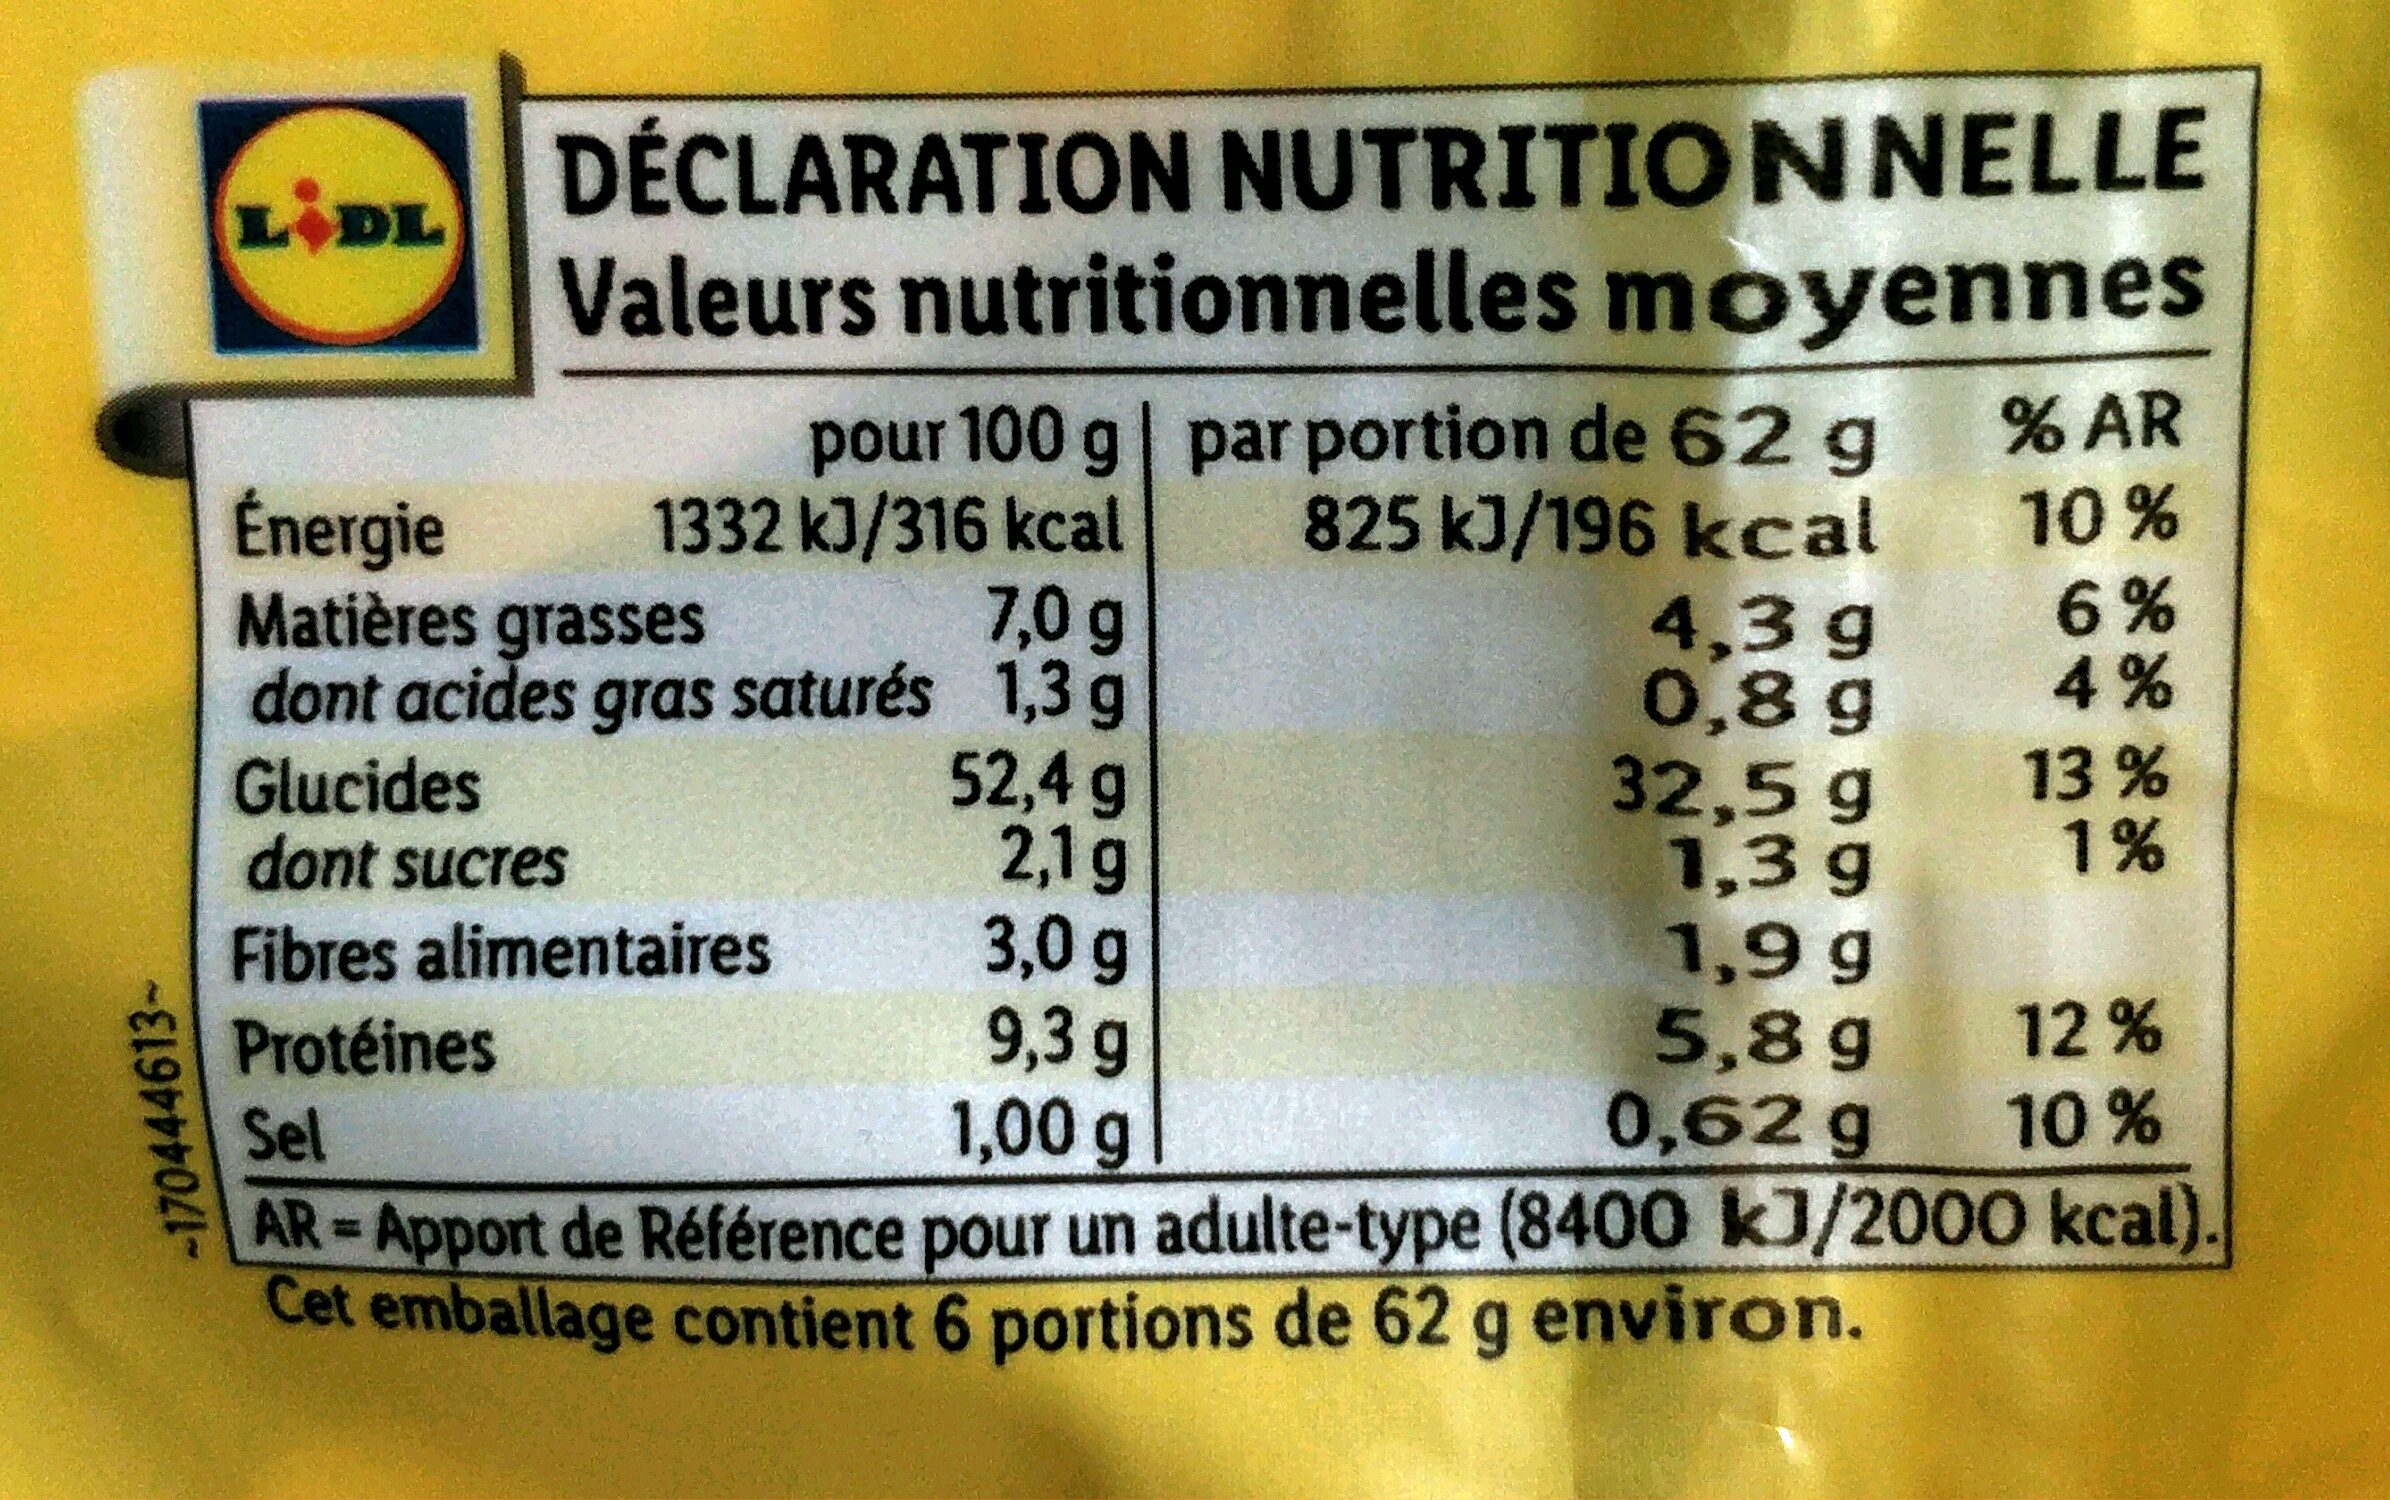 LiDL
DÉCLARATION NUTRITIONNELLE
Valeurs nutritionnelles moyennes
pour 100 g par portion de 62 g % AR
Énergie 1332 kJ/316 kcal 825 kJ/196 kcal 10 %
Matières grasses 7,0 g 4,3 g 6 %
dont acides gras saturés 1,3 g 0,8 g 4 %
Glucides 52,4 g 32,5 g 13 %
dont sucres 2,1 g 1,3 g 1 %
Fibres alimentaires 3,0 g 1,9 g
Protéines 9,3 g 5,8 g 12 %
Sel 1,00 g 0,62 g 10 %
AR = Apport de Référence pour un adulte-type (8400 kJ/2000 kcal).
Cet emballage contient 6 portions de 62 g environ.
~1704444613~